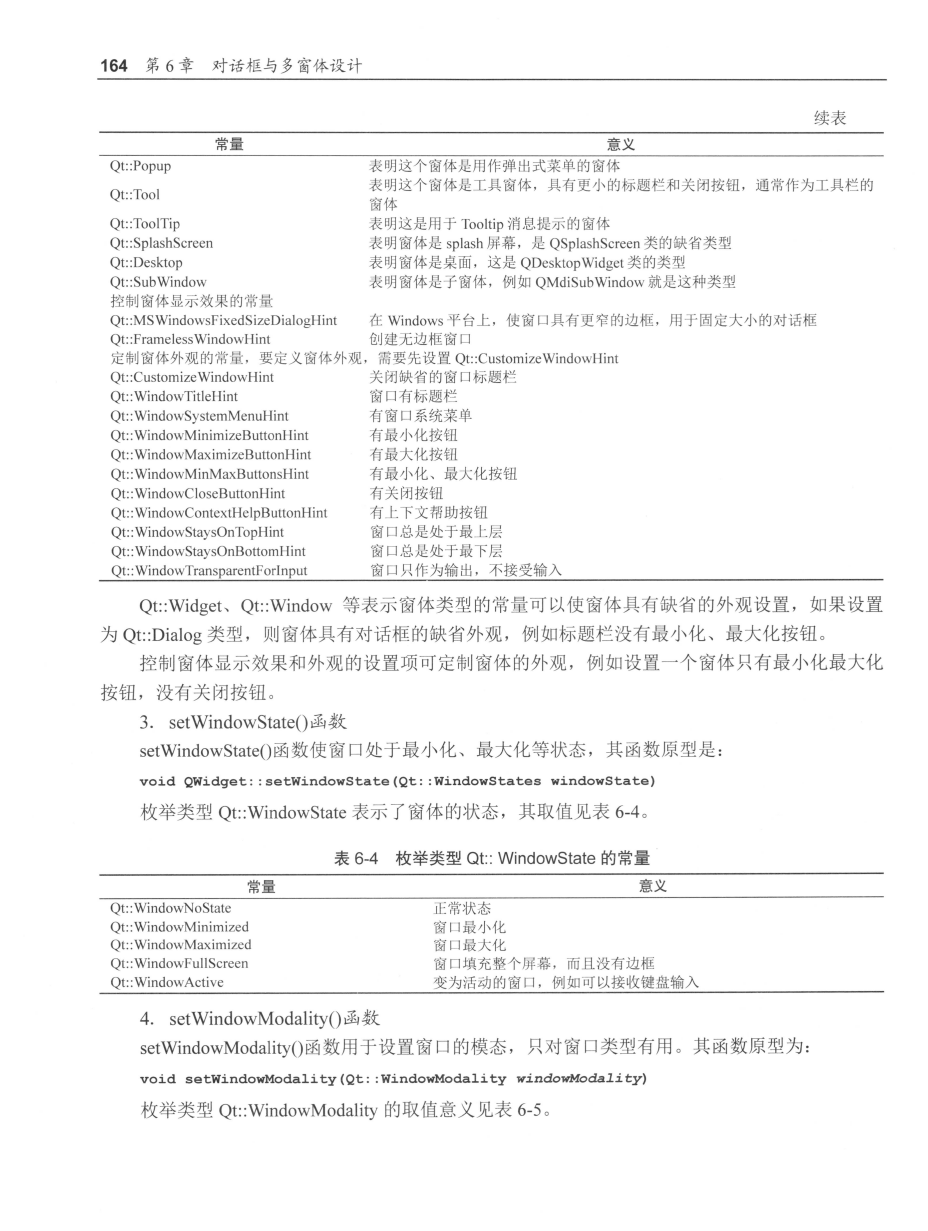 164 第 6 章 对话框与多窗体设计
续表
常量 意义
Qt::Popup 表明这个窗体是用作弹出式菜单的窗体
Qt::Tool 表明这个窗体是工具窗体，具有更小的标题栏和关闭按钮，通常作为工具栏的
窗体
Qt::ToolTip 表明这是用于 Tooltip 消息提示的窗体
Qt::SplashScreen 表明窗体是 splash 屏幕，是 QSplashScreen 类的缺省类型
Qt::Desktop 表明窗体是桌面，这是 QDesktopWidget 类的类型
Qt::SubWindow 表明窗体是子窗体，例如 QMdiSubWindow 就是这种类型
控制窗体显示效果的常量
Qt::MSWindowsFixedSizeDialogHint 在 Windows 平台上，使窗口具有更窄的边框，用于固定大小的对话框
Qt::FramelessWindowHint 创建无边框窗口
定制窗体外观的常量，要定义窗体外观，需要先设置 Qt::CustomizeWindowHint
Qt::CustomizeWindowHint 关闭缺省的窗口标题栏
Qt::WindowTitleHint 窗口有标题栏
Qt::WindowSystemMenuHint 有窗口系统菜单
Qt::WindowMinimizeButtonHint 有最小化按钮
Qt::WindowMaximizeButtonHint 有最大化按钮
Qt::WindowMinMaxButtonsHint 有最小化、最大化按钮
Qt::WindowCloseButtonHint 有关闭按钮
Qt::WindowContextHelpButtonHint 有上下文帮助按钮
Qt::WindowStaysOnTopHint 窗口总是处于最上层
Qt::WindowStaysOnBottomHint 窗口总是处于最下层
Qt::WindowTransparentForInput 窗口只作为输出，不接受输入
Qt::Widget、Qt::Window 等表示窗体类型的常量可以使窗体具有缺省的外观设置，如果设置
为 Qt::Dialog 类型，则窗体具有对话框的缺省外观，例如标题栏没有最小化、最大化按钮。
控制窗体显示效果和外观的设置项可定制窗体的外观，例如设置一个窗体只有最小化最大化
按钮，没有关闭按钮。
3．setWindowState()函数
setWindowState()函数使窗口处于最小化、最大化等状态，其函数原型是：
void QWidget::setWindowState(Qt::WindowStates windowState)
枚举类型 Qt::WindowState 表示了窗体的状态，其取值见表 6-4。
表 6-4 枚举类型 Qt:: WindowState 的常量
常量 意义
Qt::WindowNoState 正常状态
Qt::WindowMinimized 窗口最小化
Qt::WindowMaximized 窗口最大化
Qt::WindowFullScreen 窗口填充整个屏幕，而且没有边框
Qt::WindowActive 变为活动的窗口，例如可以接收键盘输入
4．setWindowModality()函数
setWindowModality()函数用于设置窗口的模态，只对窗口类型有用。其函数原型为：
void setWindowModality(Qt::WindowModality windowModality)
枚举类型 Qt::WindowModality 的取值意义见表 6-5。